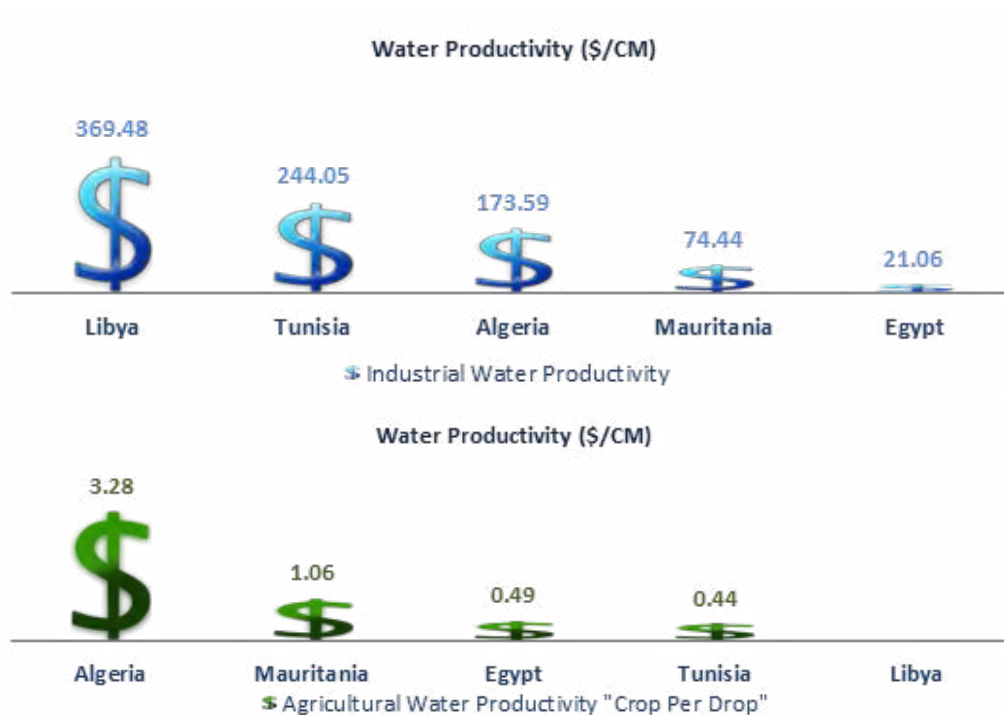 Water Productivity ($/CM)
369.48
244.05
173.59
74.44
21.06
Libya Tunisia Algeria Mauritania Egypt
Industrial Water Productivity
Water Productivity ($/CM)
3.28
1.06
0.49
0.44
Algeria Mauritania Egypt Tunisia Libya
Agricultural Water Productivity "Crop Per Drop"